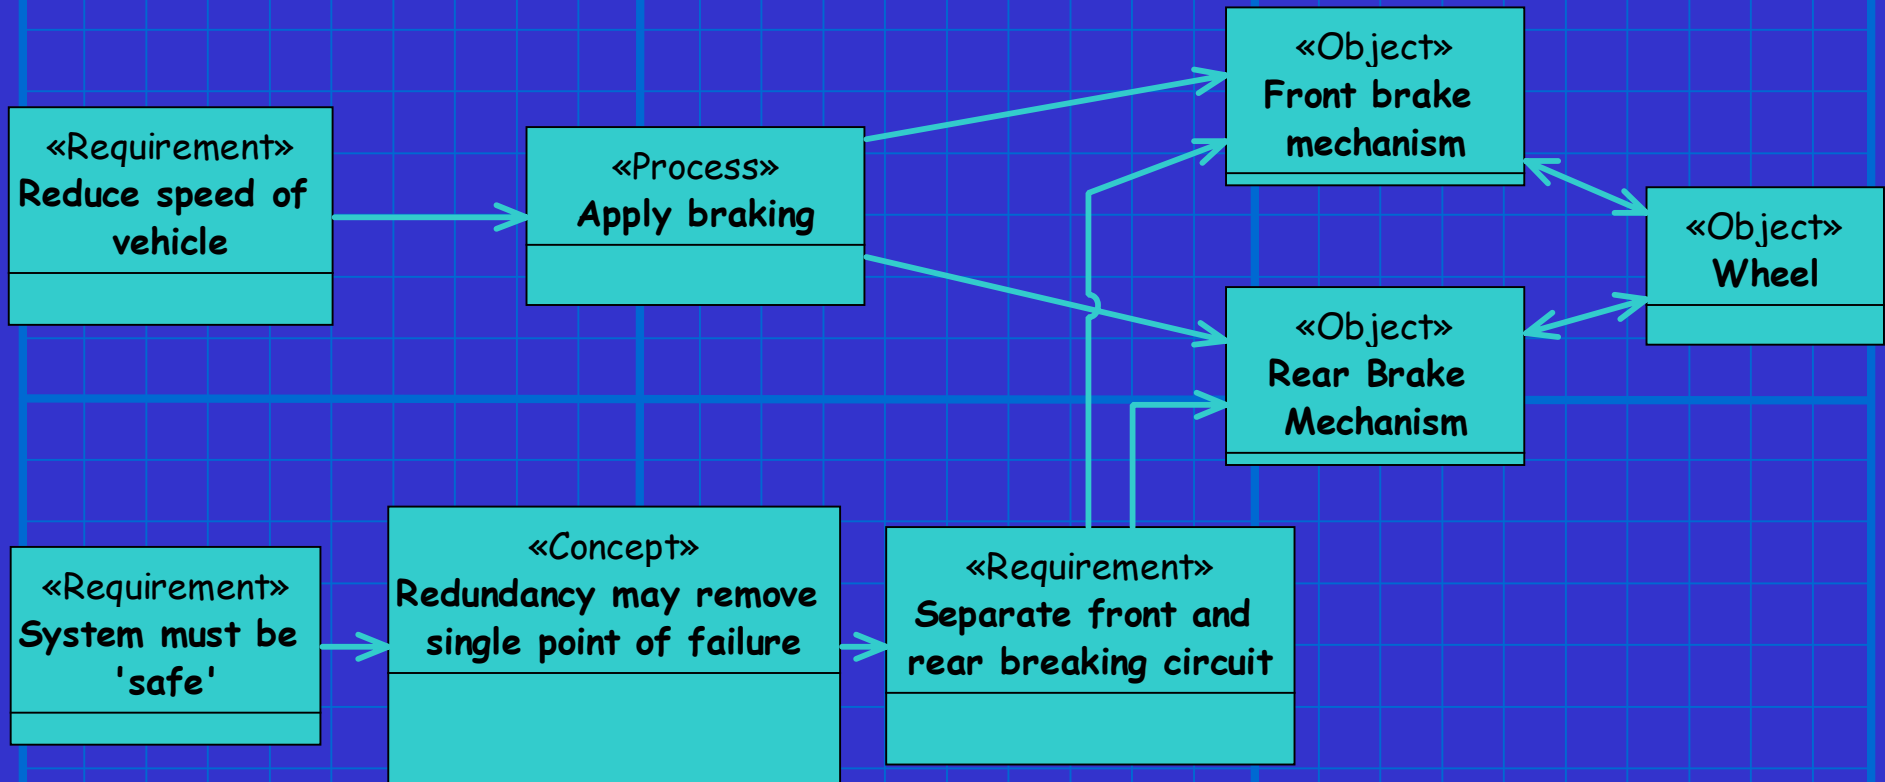 «Requirement»
Reduce speed of
vehicle
«Process»
Apply braking
«Object»
Front brake
mechanism
«Object»
Wheel
«Object»
Rear Brake
Mechanism
«Requirement»
System must be
'safe'
«Concept»
Redundancy may remove
single point of failure
«Requirement»
Separate front and
rear breaking circuit